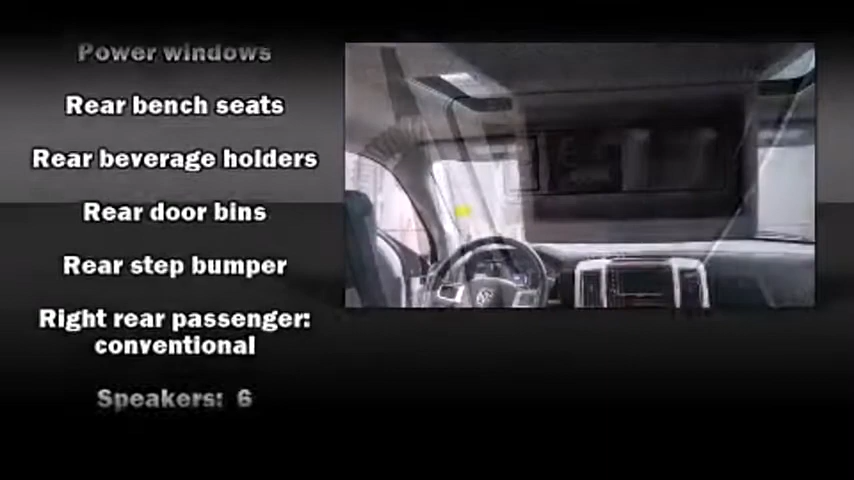 Power windows
Rear bench seats
Rear beverage holders
Rear door bins
Rear step bumper
Right rear passenger:
conventional
Speakers: 6